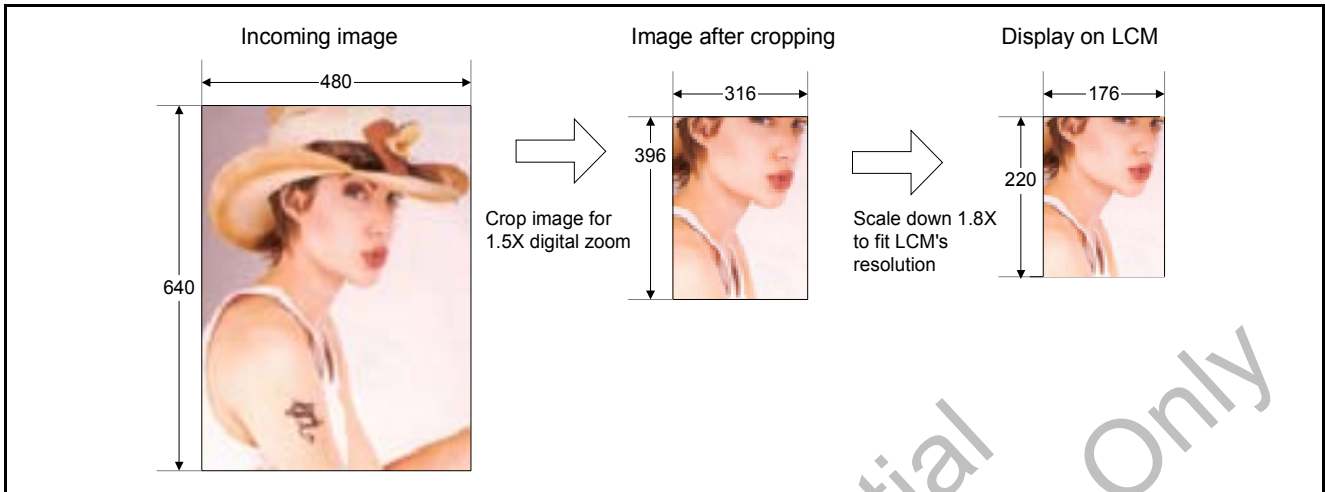 Incoming image
Image after cropping
Display on LCM
480
316
176
396
220
640
Crop image for
1.5X digital zoom
Scale down 1.8X
to fit LCM's
resolution
Only